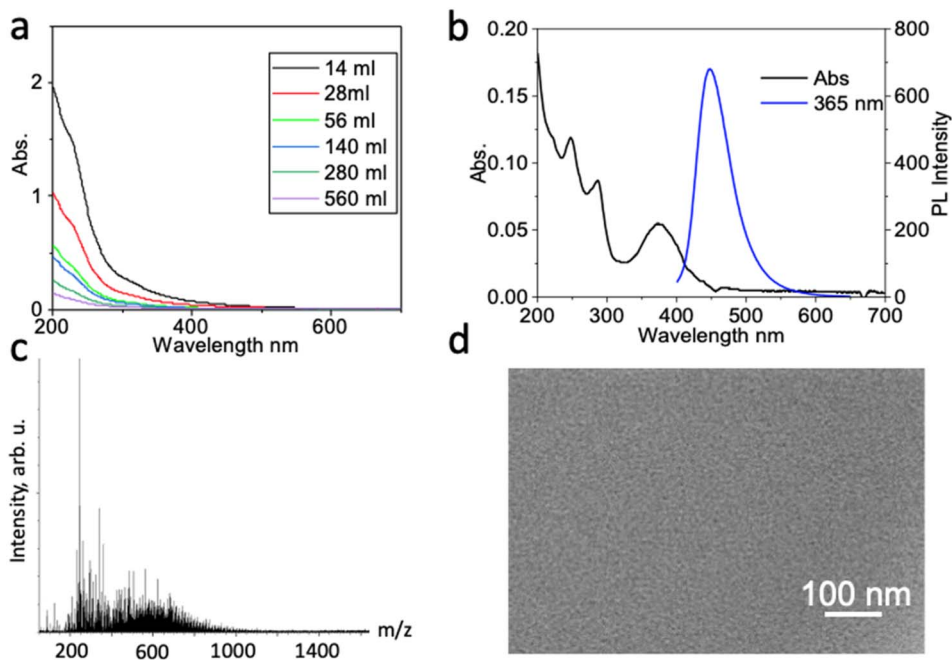 a
2
1
0
Abs.
200
400
600
Wavelength nm
14 ml
28ml
56 ml
140 ml
280 ml
560 ml
b
0.20
0.15
0.10
0.05
0.00
Abs.
200
300
400
500
600
700
Wavelength nm
Abs
365 nm
800
600
400
200
0
PL Intensity
c
Intensity, arb. u.
200
600
1000
1400
m/z
d
100 nm